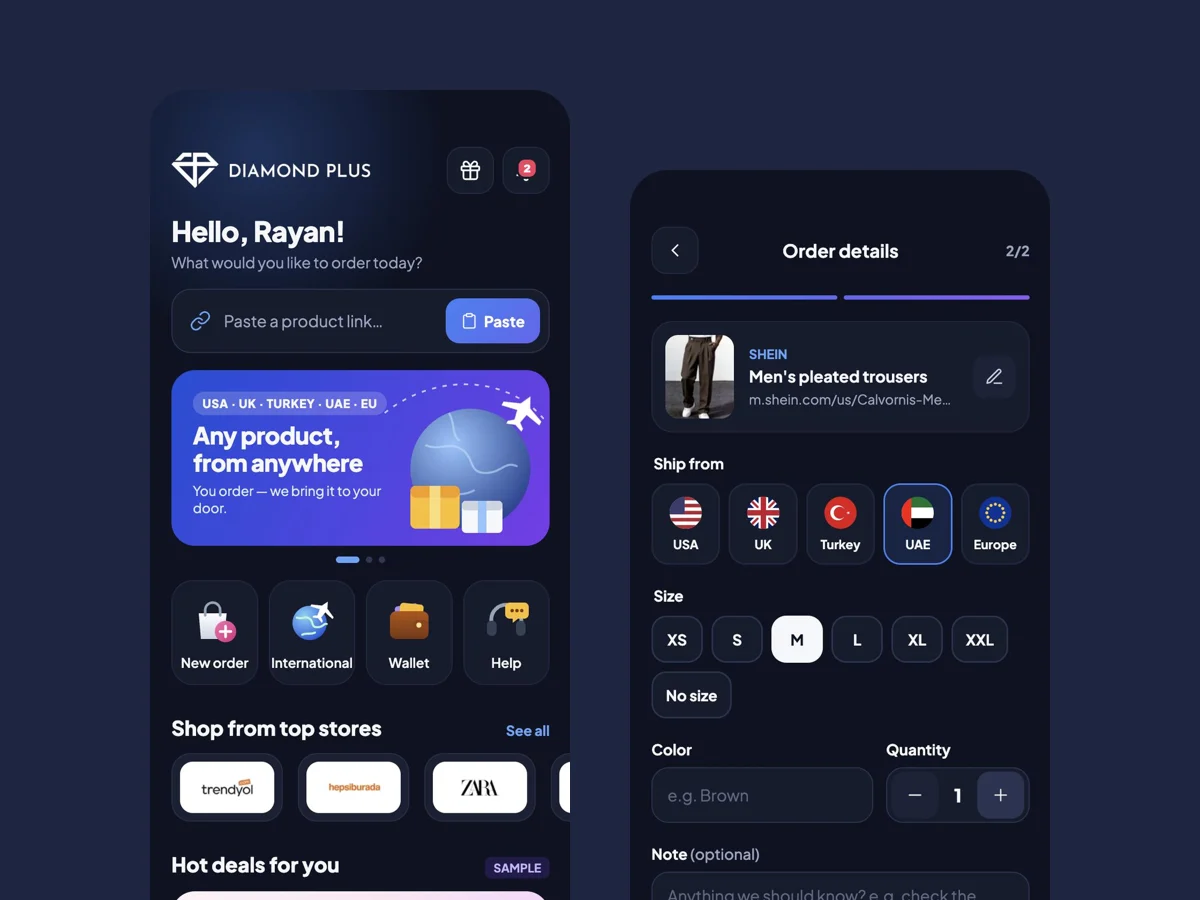 DIAMOND PLUS
2
Hello, Rayan!
What would you like to order today?
Paste a product link...
Paste
USA · UK · TURKEY · UAE · EU
Any product,
from anywhere
You order — we bring it to your
door.
New order
International
Wallet
Help
Shop from top stores
See all
trendyol
hepsiburada
ZARA
Hot deals for you
SAMPLE
Order details
2/2
SHEIN
Men's pleated trousers
m.shein.com/us/Calvornis-Me...
Ship from
USA
UK
Turkey
UAE
Europe
Size
XS
S
M
L
XL
XXL
No size
Color
Quantity
e.g. Brown
− 1 +
Note (optional)
Anything we should know? e.g. check the